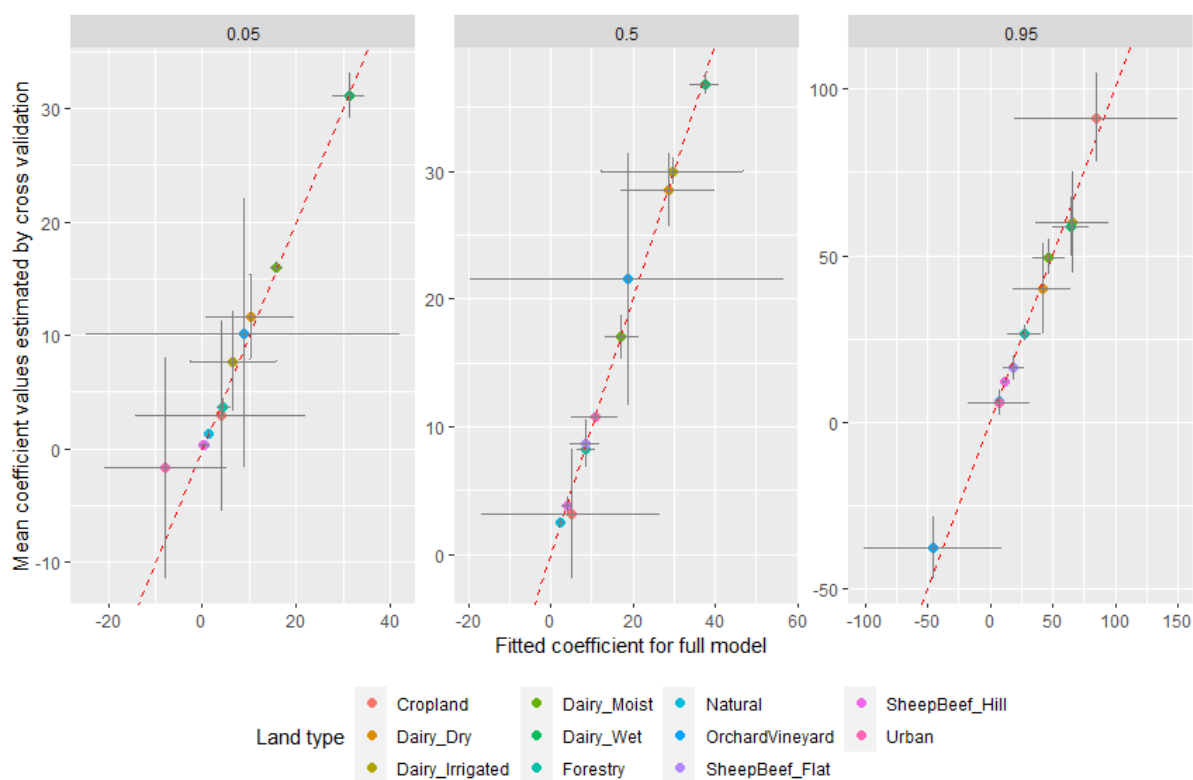 0.05 0.5 0.95
Mean coefficient values estimated by cross validation
30
20
10
0
-10
30
20
10
0
100
50
0
-50
0 20 40
-20 0 20 40 60
-100 -50 0 50 100 150
Fitted coefficient for full model
Land type
Cropland Dairy_Moist Natural SheepBeef_Hill
Dairy_Dry Dairy_Wet OrchardVineyard Urban
Dairy_Irrigated Forestry SheepBeef_Flat